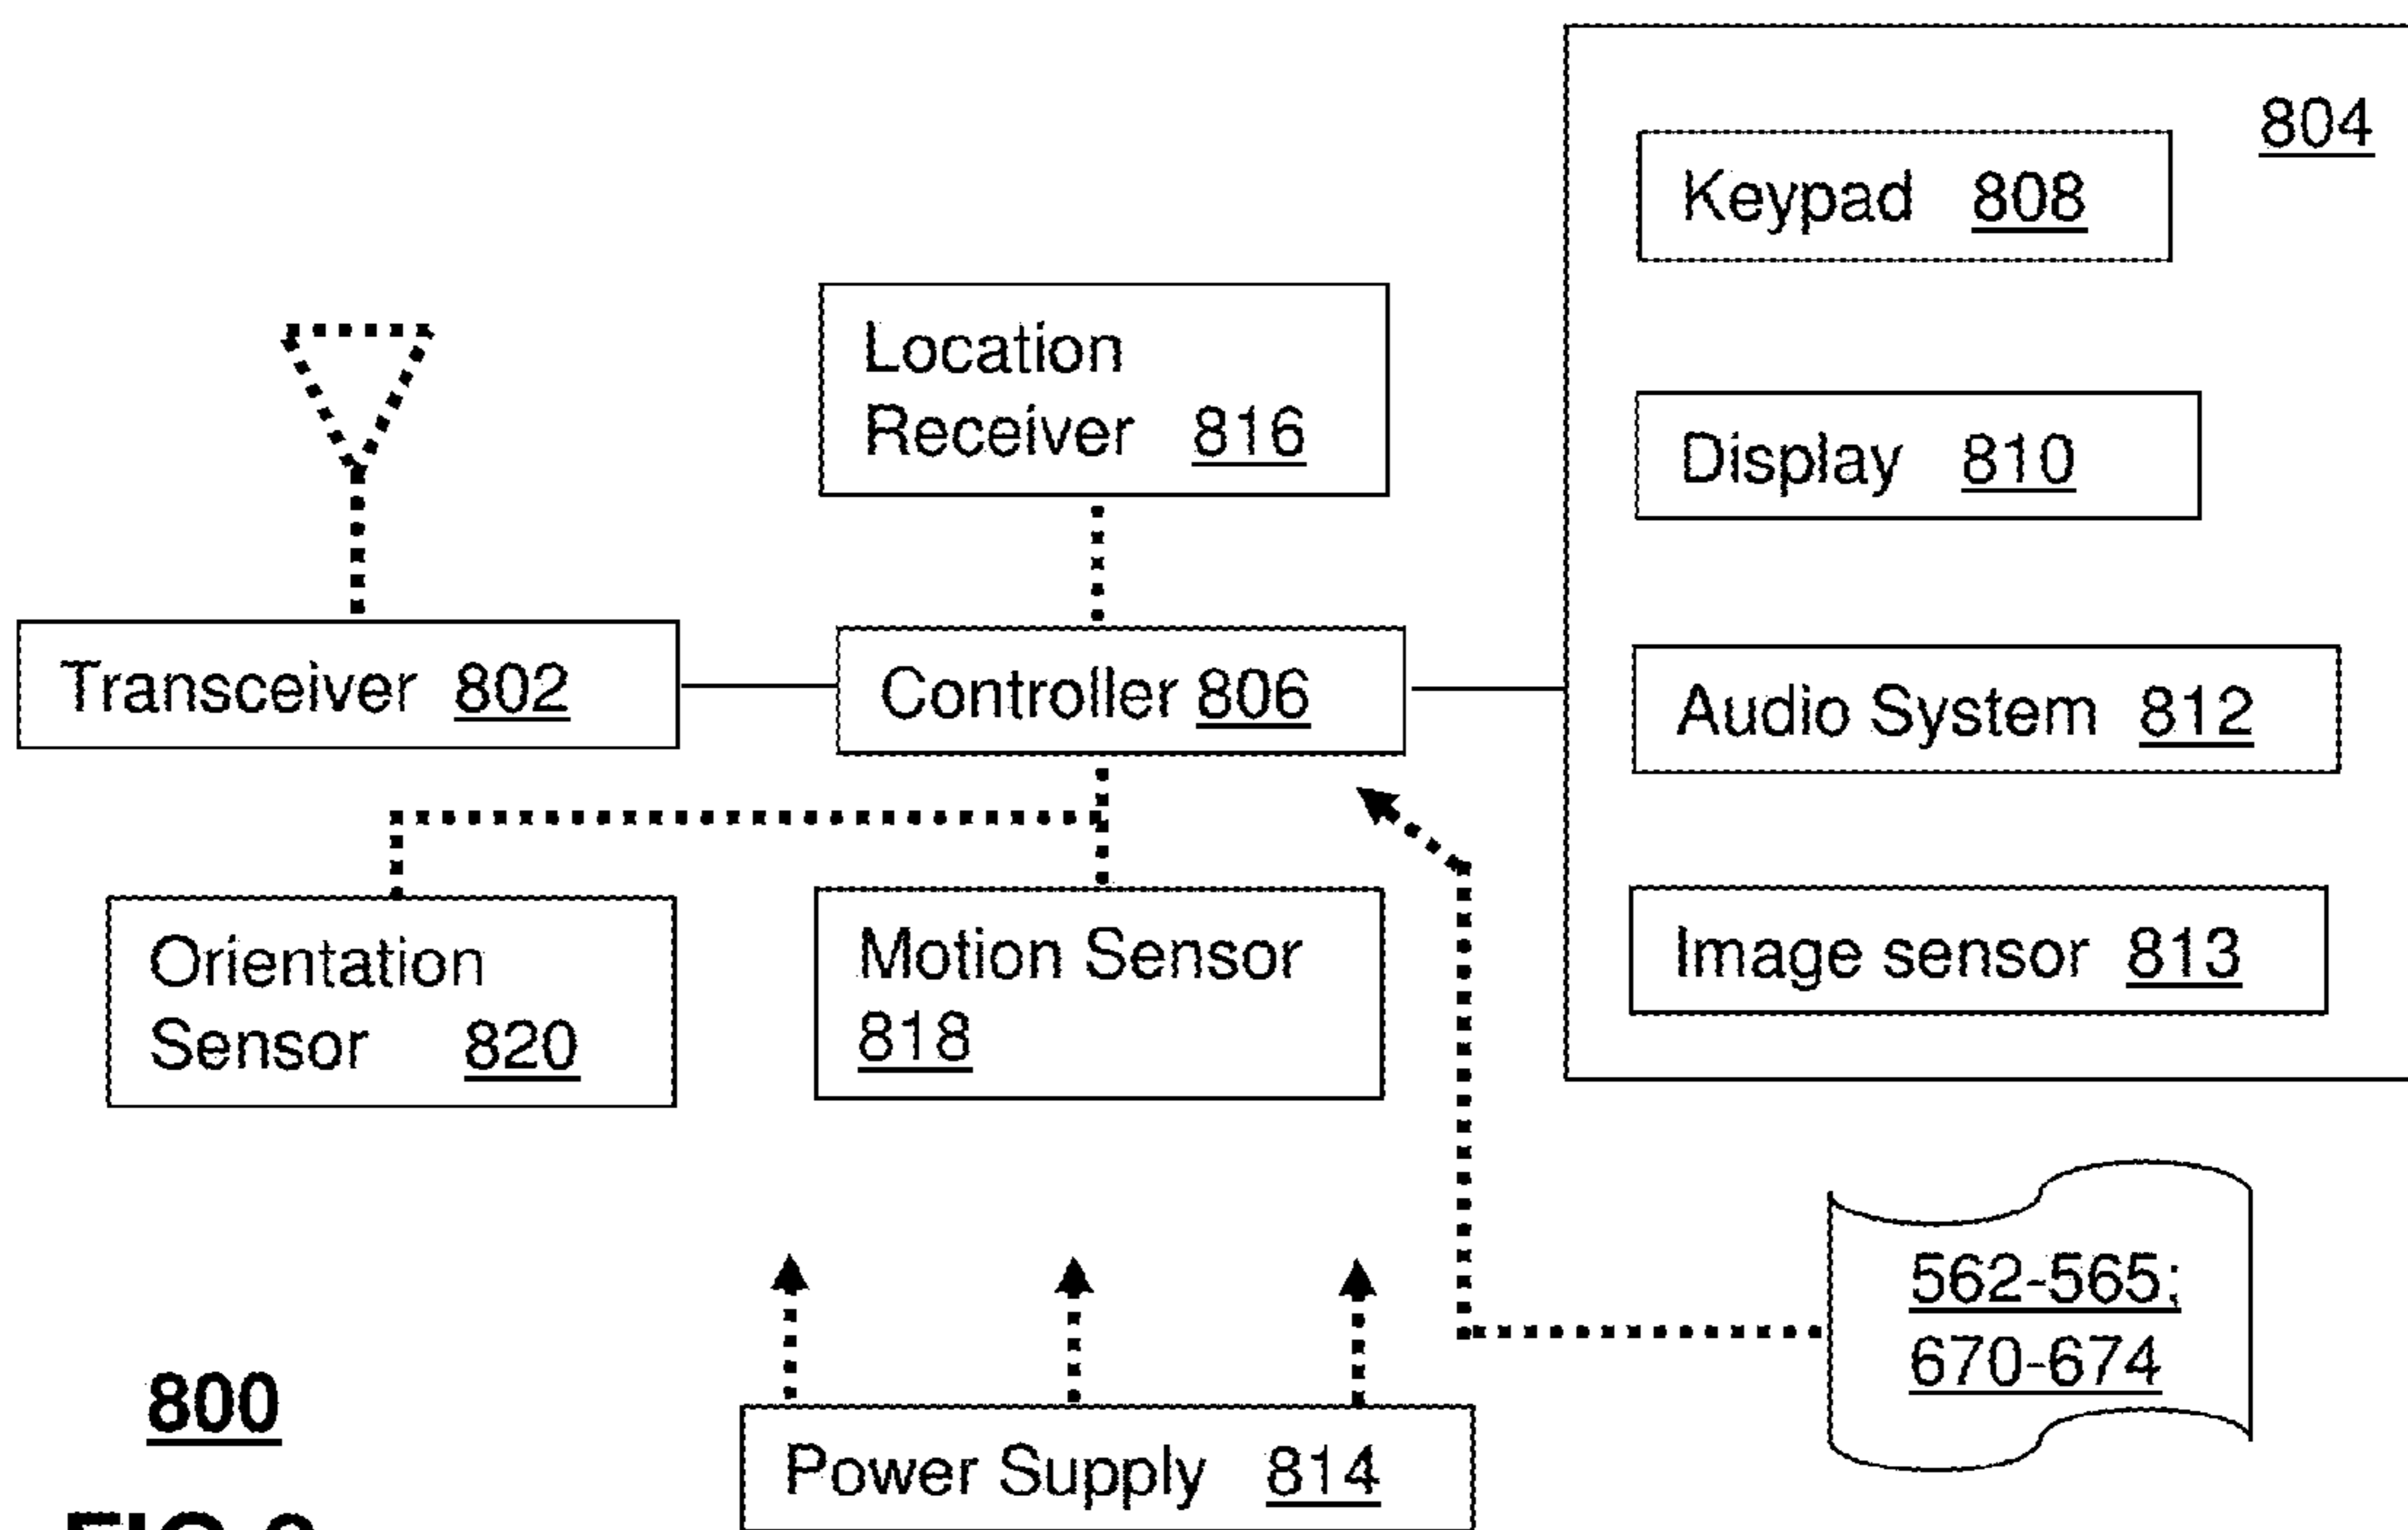 804
Keypad 808
Location
Receiver 816
Display 810
Transceiver 802
Controller 806
Audio System 812
Orientation
Sensor 820
Motion Sensor
818
Image sensor 813
562-565;
670-674
800
Power Supply 814